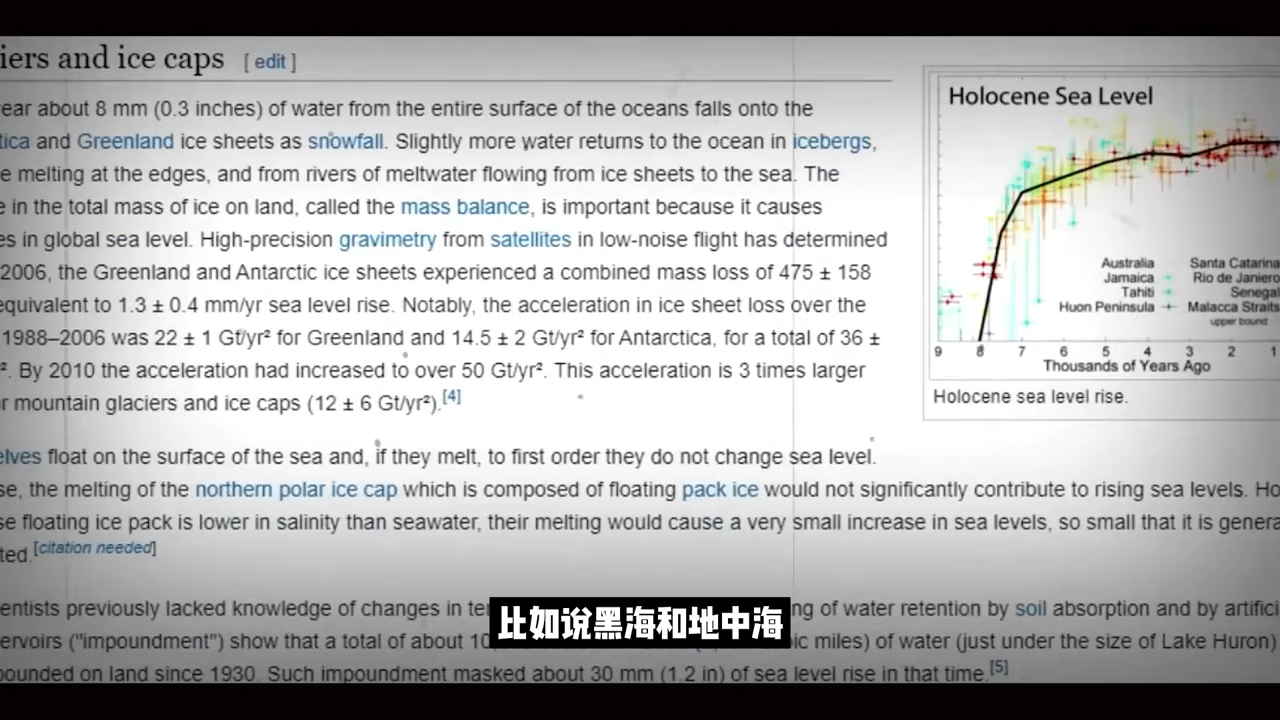 iers and ice caps [ edit ]
ear about 8 mm (0.3 inches) of water from the entire surface of the oceans falls onto the
tica and Greenland ice sheets as snowfall. Slightly more water returns to the ocean in icebergs,
e melting at the edges, and from rivers of meltwater flowing from ice sheets to the sea. The
e in the total mass of ice on land, called the mass balance, is important because it causes
es in global sea level. High-precision gravimetry from satellites in low-noise flight has determined
2006, the Greenland and Antarctic ice sheets experienced a combined mass loss of 475 ± 158
equivalent to 1.3 ± 0.4 mm/yr sea level rise. Notably, the acceleration in ice sheet loss over the
1988–2006 was 22 ± 1 Gt/yr² for Greenland and 14.5 ± 2 Gt/yr² for Antarctica, for a total of 36 ±
². By 2010 the acceleration had increased to over 50 Gt/yr². This acceleration is 3 times larger
r mountain glaciers and ice caps (12 ± 6 Gt/yr²).[4]
Holocene Sea Level
Australia Santa Catarina
Jamaica Rio de Janiero
Tahiti Senegal
Huon Peninsula Malacca Straits
upper bound
9 8 7 6 5 4 3 2 1
Thousands of Years Ago
Holocene sea level rise.
elves float on the surface of the sea and, if they melt, to first order they do not change sea level.
se, the melting of the northern polar ice cap which is composed of floating pack ice would not significantly contribute to rising sea levels. Ho
se floating ice pack is lower in salinity than seawater, their melting would cause a very small increase in sea levels, so small that it is genera
ted.[citation needed]
entists previously lacked knowledge of changes in te ng of water retention by soil absorption and by artifici
ervoirs ("impoundment") show that a total of about 10 ic miles) of water (just under the size of Lake Huron)
比如说黑海和地中海
pounded on land since 1930. Such impoundment masked about 30 mm (1.2 in) of sea level rise in that time.[5]